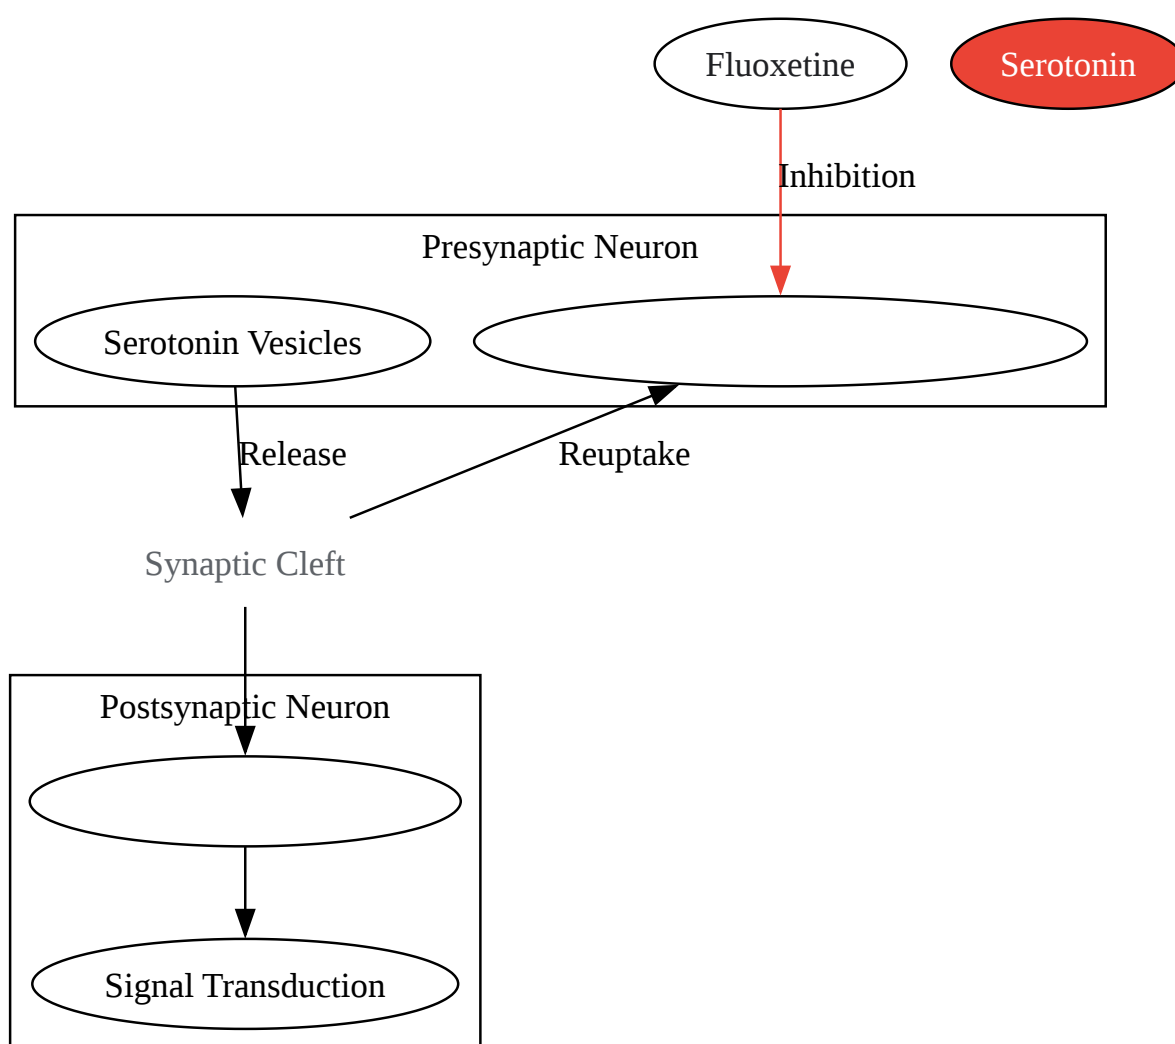 Fluoxetine
Serotonin
Inhibition
Presynaptic Neuron
Serotonin Vesicles
Release
Reuptake
Synaptic Cleft
Postsynaptic Neuron
Signal Transduction